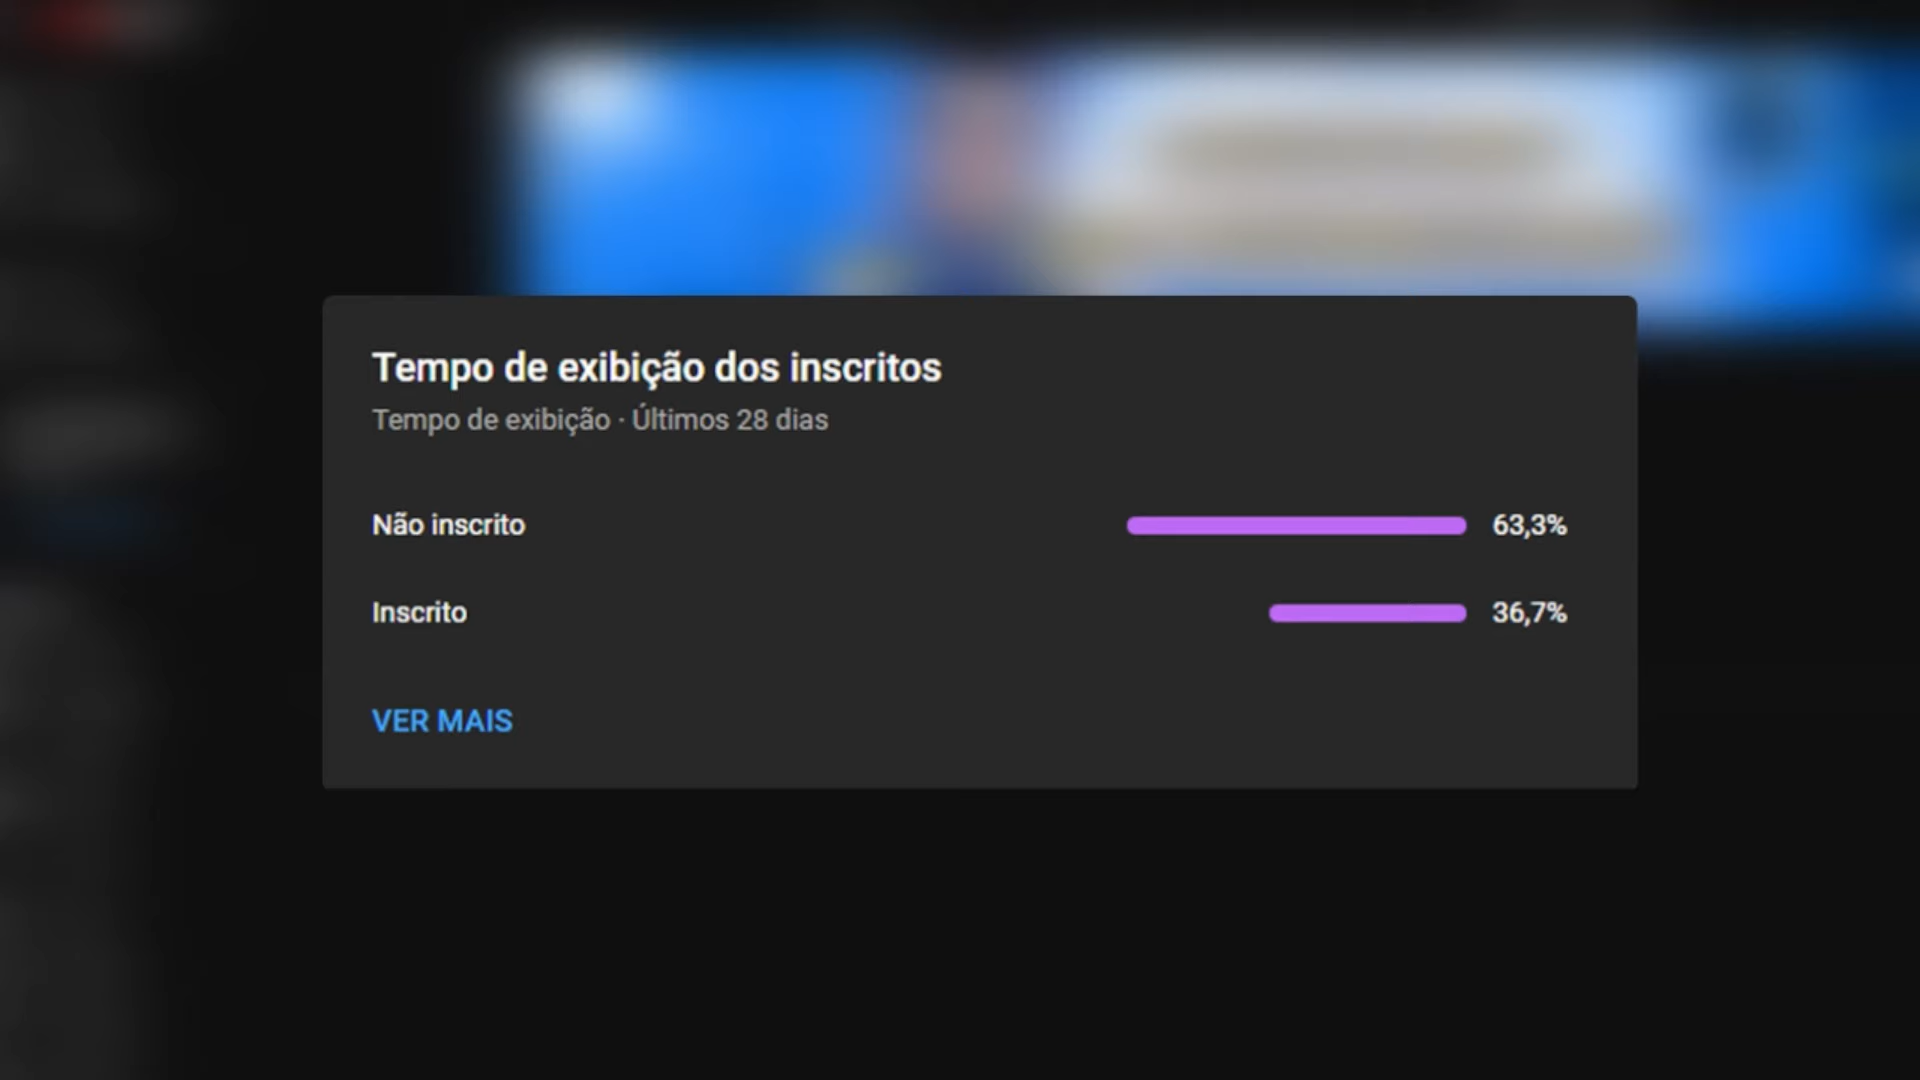 Tempo de exibição dos inscritos
Tempo de exibição · Últimos 28 dias
Não inscrito 63,3%
Inscrito 36,7%
VER MAIS